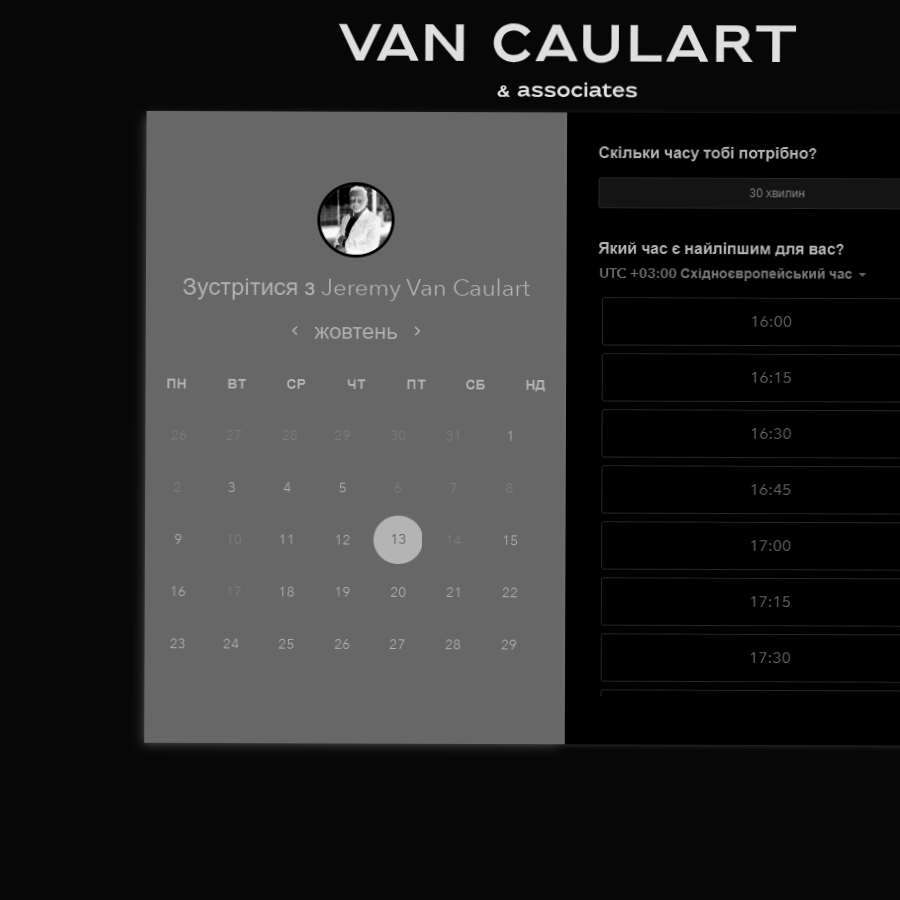 VAN CAULART
& associates
Зустрітися з Jeremy Van Caulart
жовтень
ПН ВТ СР ЧТ ПТ СБ НД
26 27 28 29 30 31 1
2 3 4 5 6 7 8
9 10 11 12 13 14 15
16 17 18 19 20 21 22
23 24 25 26 27 28 29
Скільки часу тобі потрібно?
30 хвилин
Який час є найліпшим для вас?
UTC +03:00 Східноєвропейський час
16:00
16:15
16:30
16:45
17:00
17:15
17:30